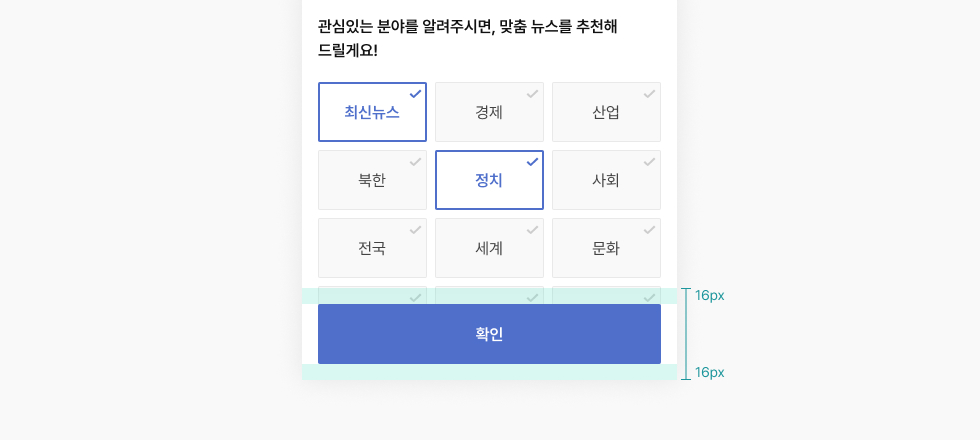 관심있는 분야를 알려주시면, 맞춤 뉴스를 추천해
드릴게요!
최신뉴스 경제 산업
북한 정치 사회
전국 세계 문화
16px
확인
16px